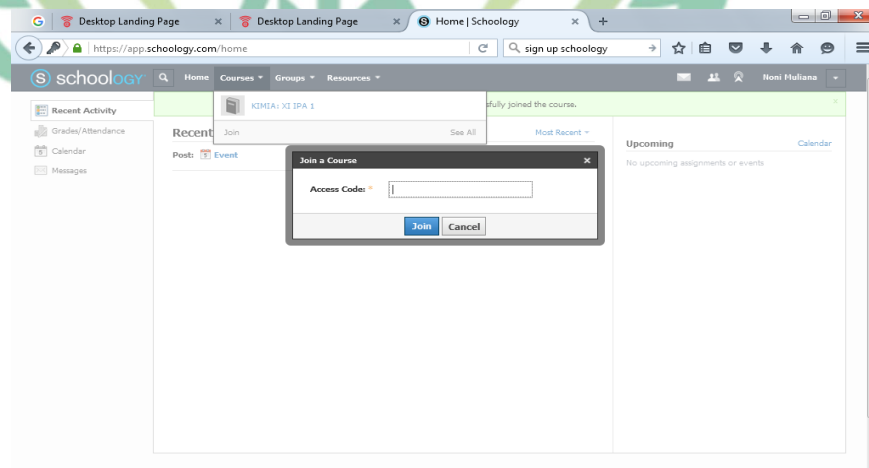 G Desktop Landing Page × Desktop Landing Page × S Home | Schoology × +
https://app.schoology.com/home sign up schoology
S schoology Home Courses Groups Resources Noni Muliana
Recent Activity
Grades/Attendance
Calendar
Messages
KIMIA: XI IPA 1
Join See All
sfully joined the course. ×
Recent Most Recent
Post: Event
Join a Course ×
Access Code: *
Join Cancel
Upcoming Calendar
No upcoming assignments or events